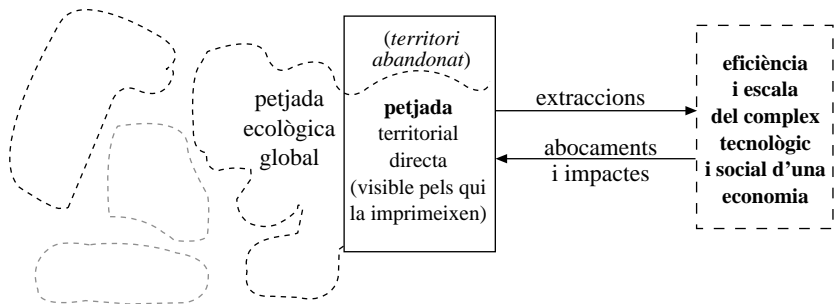 (territori
abandonat)
petjada
ecològica
global
petjada
territorial
directa
(visible pels qui
la imprimeixen)
extraccions
abocaments
i impactes
eficiència
i escala
del complex
tecnològic
i social d'una
economia